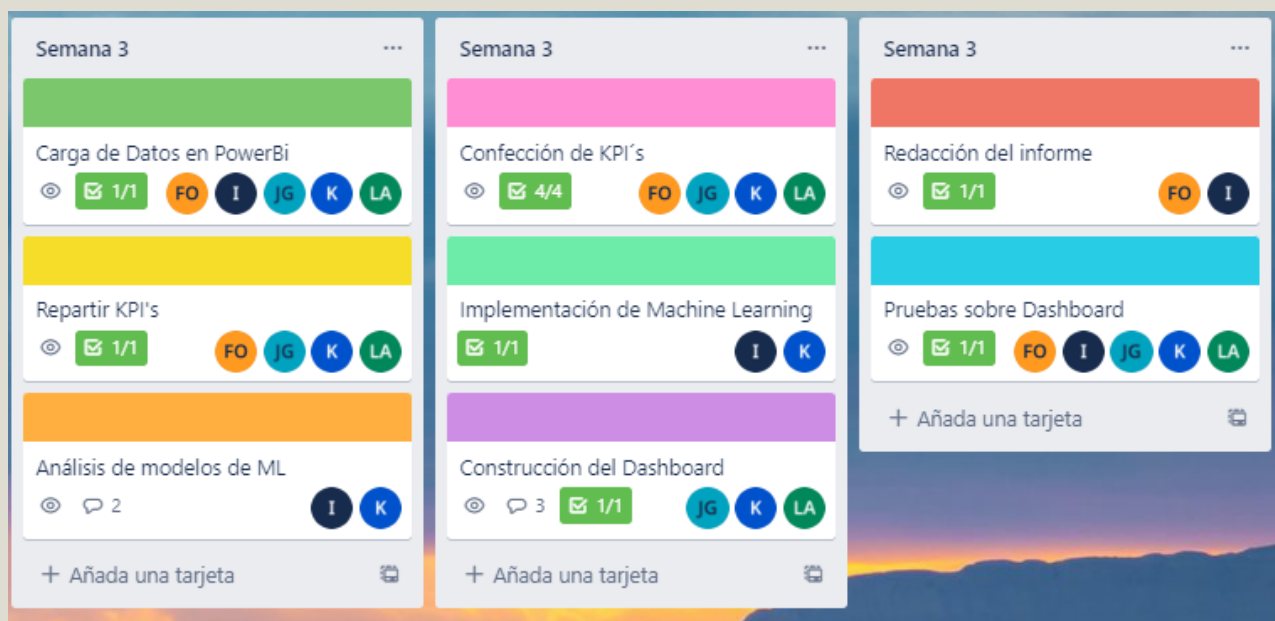 Semana 3
Carga de Datos en PowerBi
1/1 FO I JG K LA
Repartir KPI's
1/1 FO JG K LA
Análisis de modelos de ML
2 I K
+ Añada una tarjeta
Semana 3
Confección de KPI´s
4/4 FO JG K LA
Implementación de Machine Learning
1/1 I K
Construcción del Dashboard
3 1/1 JG K LA
+ Añada una tarjeta
Semana 3
Redacción del informe
1/1 FO I
Pruebas sobre Dashboard
1/1 FO I JG K LA
+ Añada una tarjeta